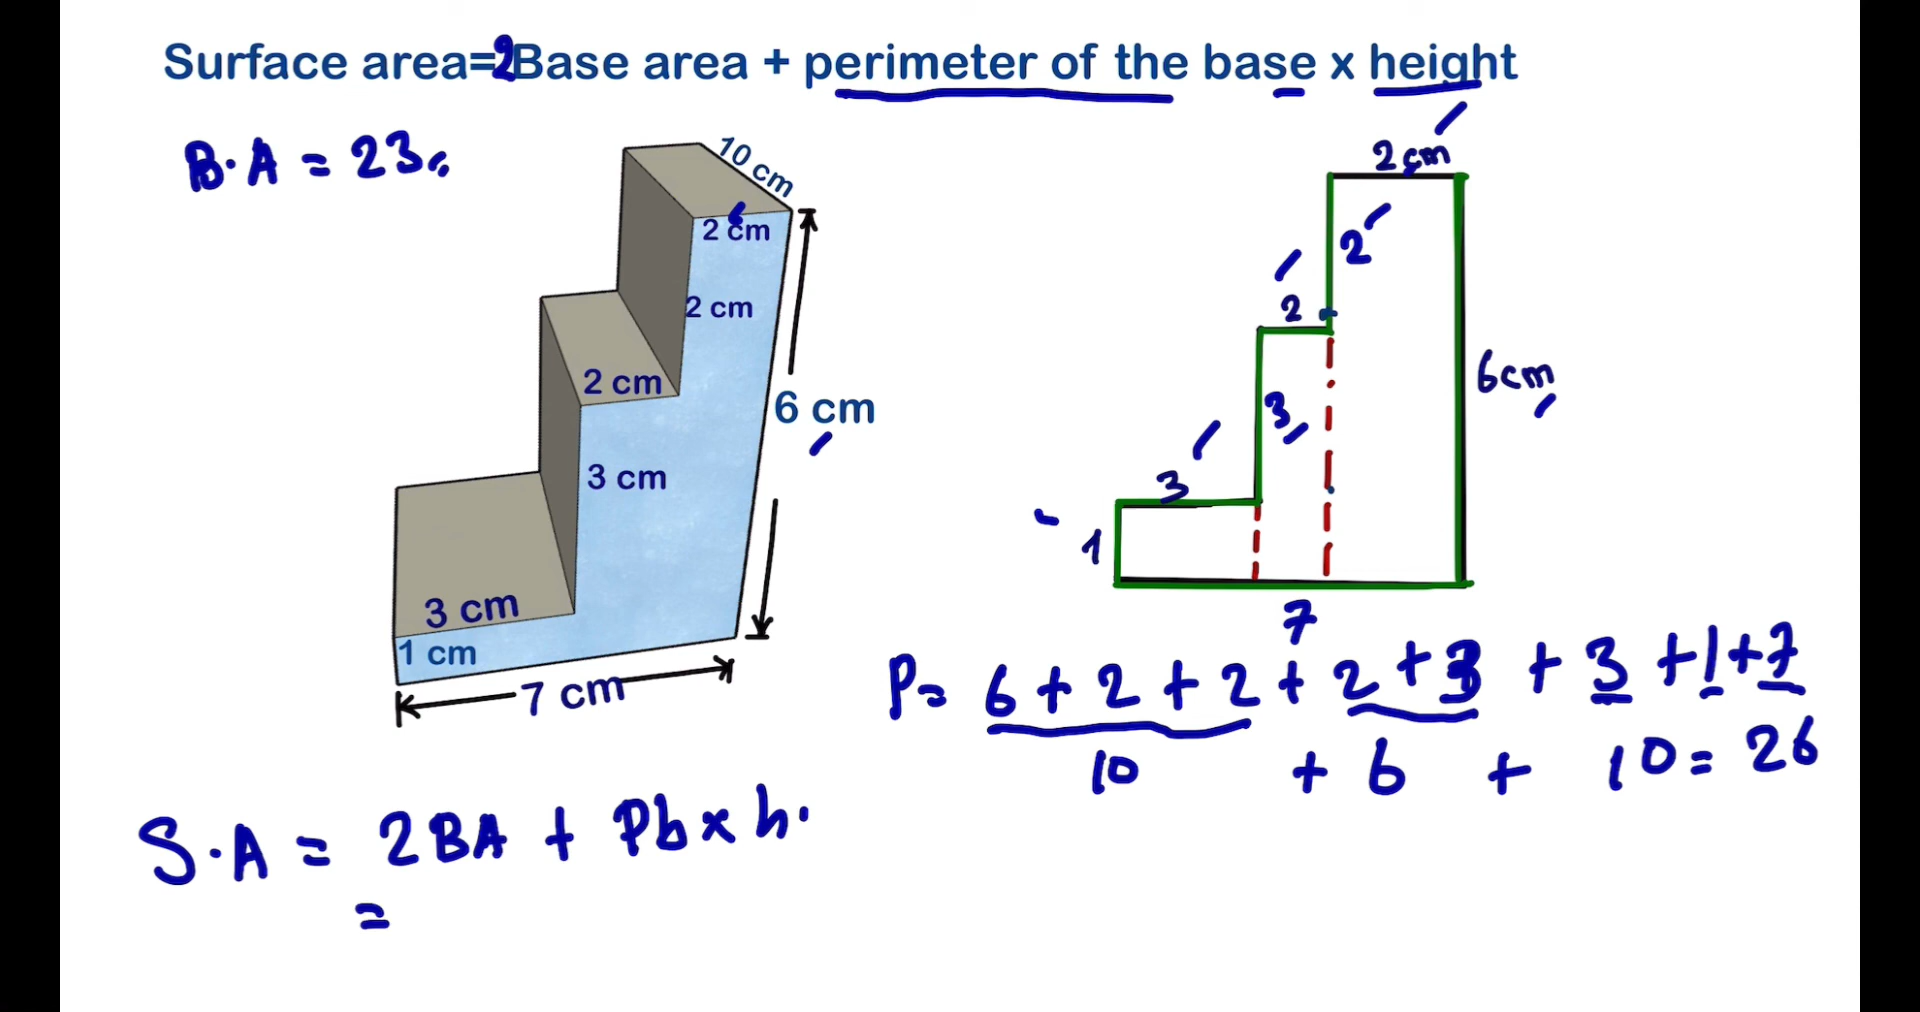 Surface area=2Base area + perimeter of the base x height
B.A = 23
10 cm
2 cm
2 cm
2 cm
6 cm
3 cm
3 cm
1 cm
7 cm
2cm
2
2
6cm
3
3
1
7
P= 6+2+2+2+3 +3 +1+7
10 + 6 + 10= 26
S.A = 2BA + Pb x h.
=